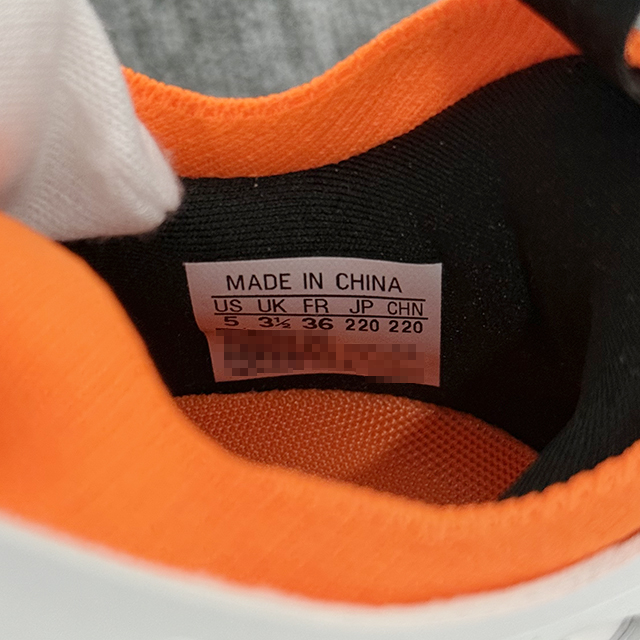 MADE IN CHINA
US UK FR JP CHN
5 3½ 36 220 220